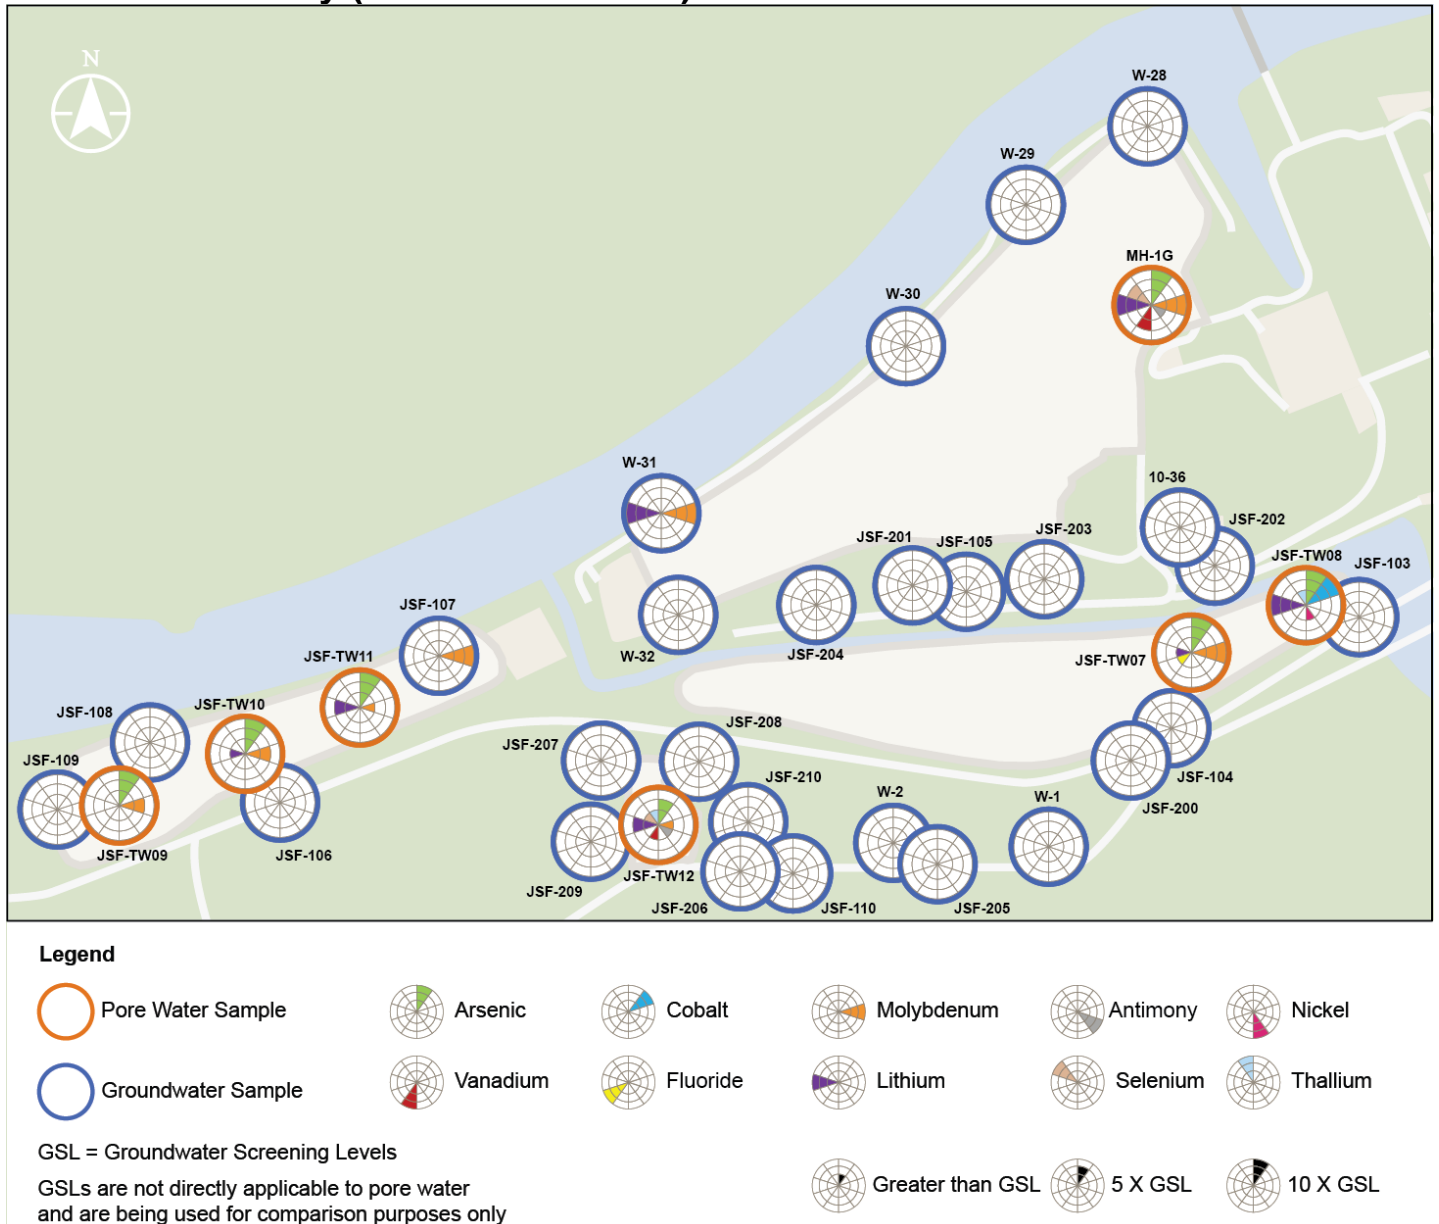 N
W-28
W-29
MH-1G
W-30
W-31
10-36
JSF-202
JSF-201
JSF-105
JSF-203
JSF-TW08
JSF-103
JSF-107
W-32
JSF-204
JSF-TW07
JSF-TW11
JSF-TW10
JSF-108
JSF-109
JSF-208
JSF-207
JSF-210
JSF-104
JSF-200
W-2
W-1
JSF-TW09
JSF-106
JSF-209
JSF-TW12
JSF-206
JSF-110
JSF-205
Legend
Pore Water Sample
Arsenic
Cobalt
Molybdenum
Antimony
Nickel
Groundwater Sample
Vanadium
Fluoride
Lithium
Selenium
Thallium
GSL = Groundwater Screening Levels
GSLs are not directly applicable to pore water
and are being used for comparison purposes only
Greater than GSL
5 X GSL
10 X GSL